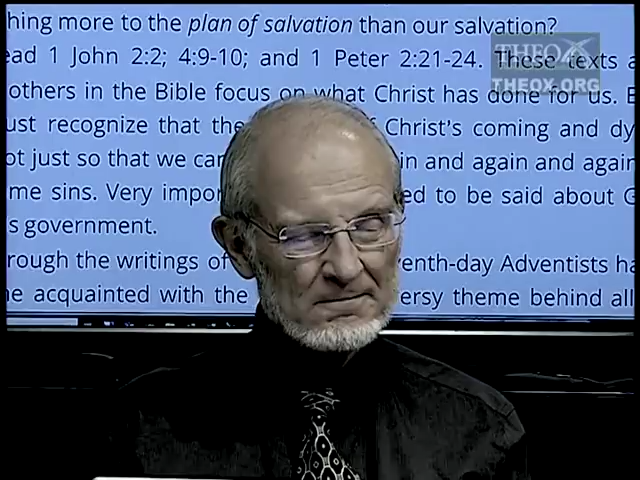 hing more to the plan of salvation than our salvation?
THEOX
ead 1 John 2:2; 4:9-10; and 1 Peter 2:21-24. These texts a
THEOX.ORG
others in the Bible focus on what Christ has done for us. E
ust recognize that the f Christ's coming and dy
ot just so that we can in and again and again
me sins. Very impor ed to be said about G
s government.
rough the writings of enth-day Adventists ha
e acquainted with the ersy theme behind all